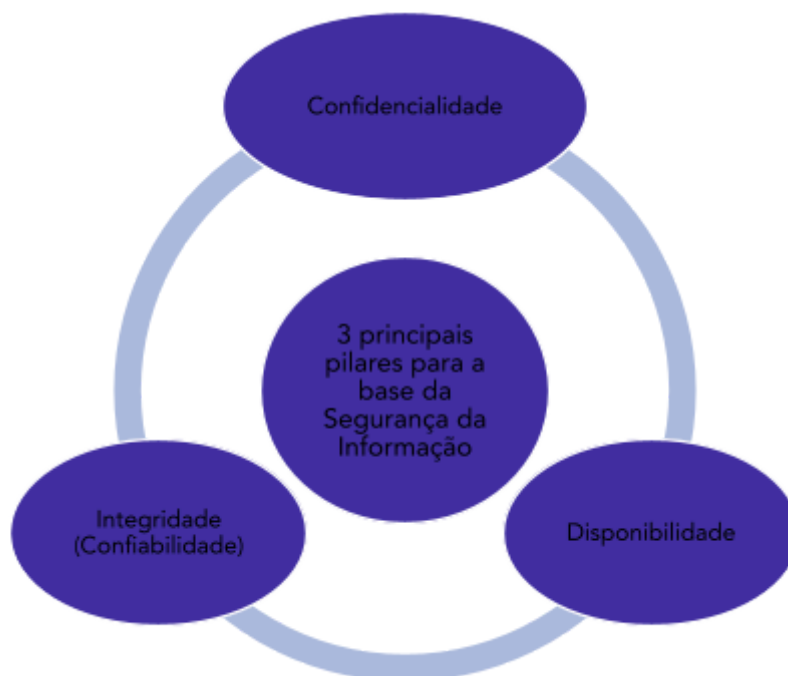 Confidencialidade
3 principais
pilares para a
base da
Segurança da
Informação
Integridade
(Confiabilidade)
Disponibilidade